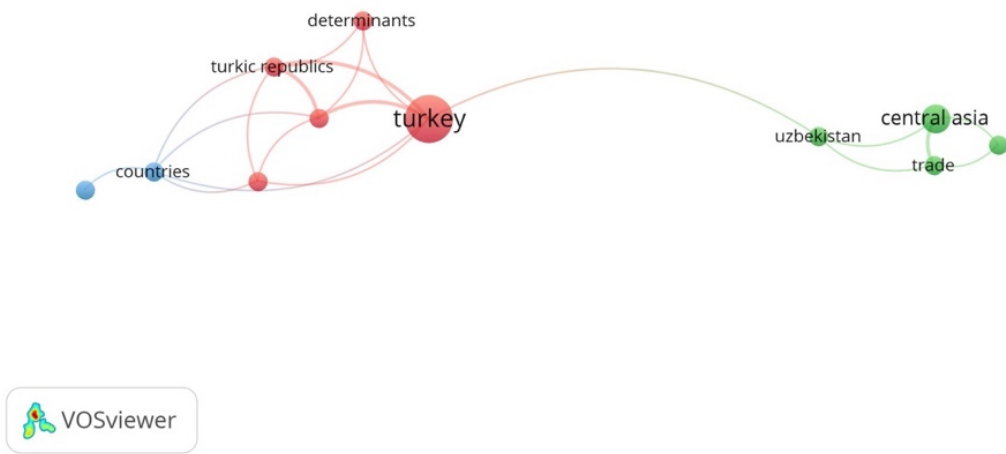 determinants
turkic republics
turkey
countries
central asia
uzbekistan
trade
VOSviewer